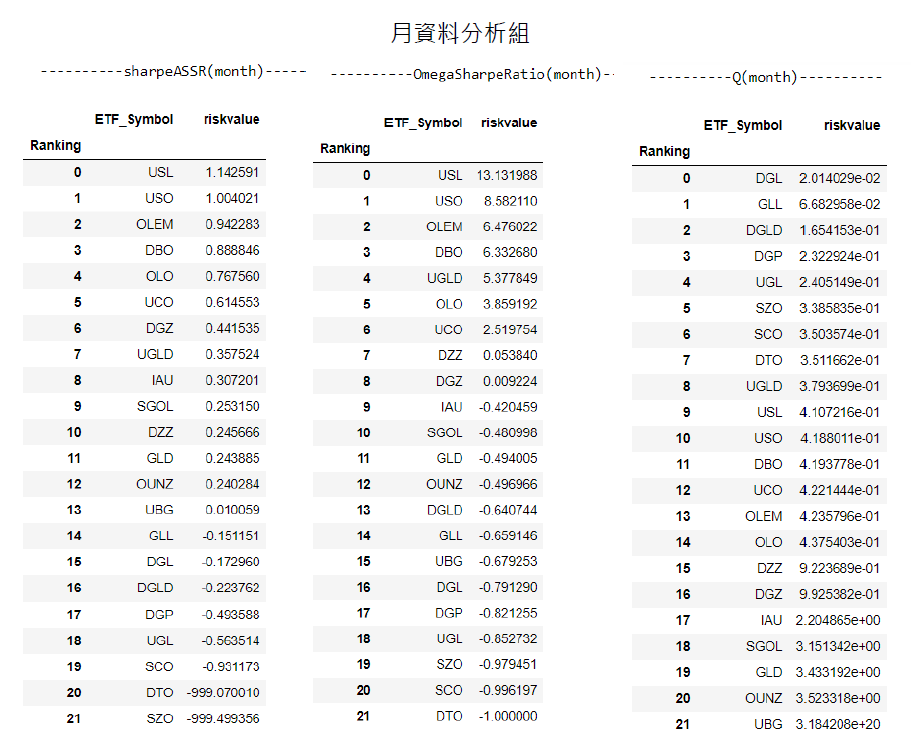 月資料分析組
----------sharpeASSR(month)-----
ETF_Symbol riskvalue
Ranking
0 USL 1.142591
1 USO 1.004021
2 OLEM 0.942283
3 DBO 0.888846
4 OLO 0.767560
5 UCO 0.614553
6 DGZ 0.441535
7 UGLD 0.357524
8 IAU 0.307201
9 SGOL 0.253150
10 DZZ 0.245666
11 GLD 0.243885
12 OUNZ 0.240284
13 UBG 0.010059
14 GLL -0.151151
15 DGL -0.172960
16 DGLD -0.223762
17 DGP -0.493588
18 UGL -0.563514
19 SCO -0.931173
20 DTO -999.070010
21 SZO -999.499356
----------OmegaSharpeRatio(month)--
ETF_Symbol riskvalue
Ranking
0 USL 13.131988
1 USO 8.582110
2 OLEM 6.476022
3 DBO 6.332680
4 UGLD 5.377849
5 OLO 3.859192
6 UCO 2.519754
7 DZZ 0.053840
8 DGZ 0.009224
9 IAU -0.420459
10 SGOL -0.480998
11 GLD -0.494005
12 OUNZ -0.496966
13 DGLD -0.640744
14 GLL -0.659146
15 UBG -0.679253
16 DGL -0.791290
17 DGP -0.821255
18 UGL -0.852732
19 SZO -0.979451
20 SCO -0.996197
21 DTO -1.000000
----------Q(month)----------
ETF_Symbol riskvalue
Ranking
0 DGL 2.014029e-02
1 GLL 6.682958e-02
2 DGLD 1.654153e-01
3 DGP 2.322924e-01
4 UGL 2.405149e-01
5 SZO 3.385835e-01
6 SCO 3.503574e-01
7 DTO 3.511662e-01
8 UGLD 3.793699e-01
9 USL 4.107216e-01
10 USO 4.188011e-01
11 DBO 4.193778e-01
12 UCO 4.221444e-01
13 OLEM 4.235796e-01
14 OLO 4.375403e-01
15 DZZ 9.223689e-01
16 DGZ 9.925382e-01
17 IAU 2.204865e+00
18 SGOL 3.151342e+00
19 GLD 3.433192e+00
20 OUNZ 3.523318e+00
21 UBG 3.184208e+20